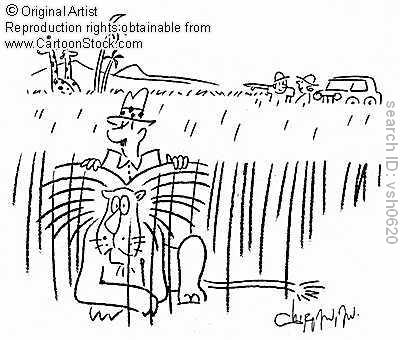 © Original Artist
Reproduction rights obtainable from
www.CartoonStock.com
search ID: vsh0620